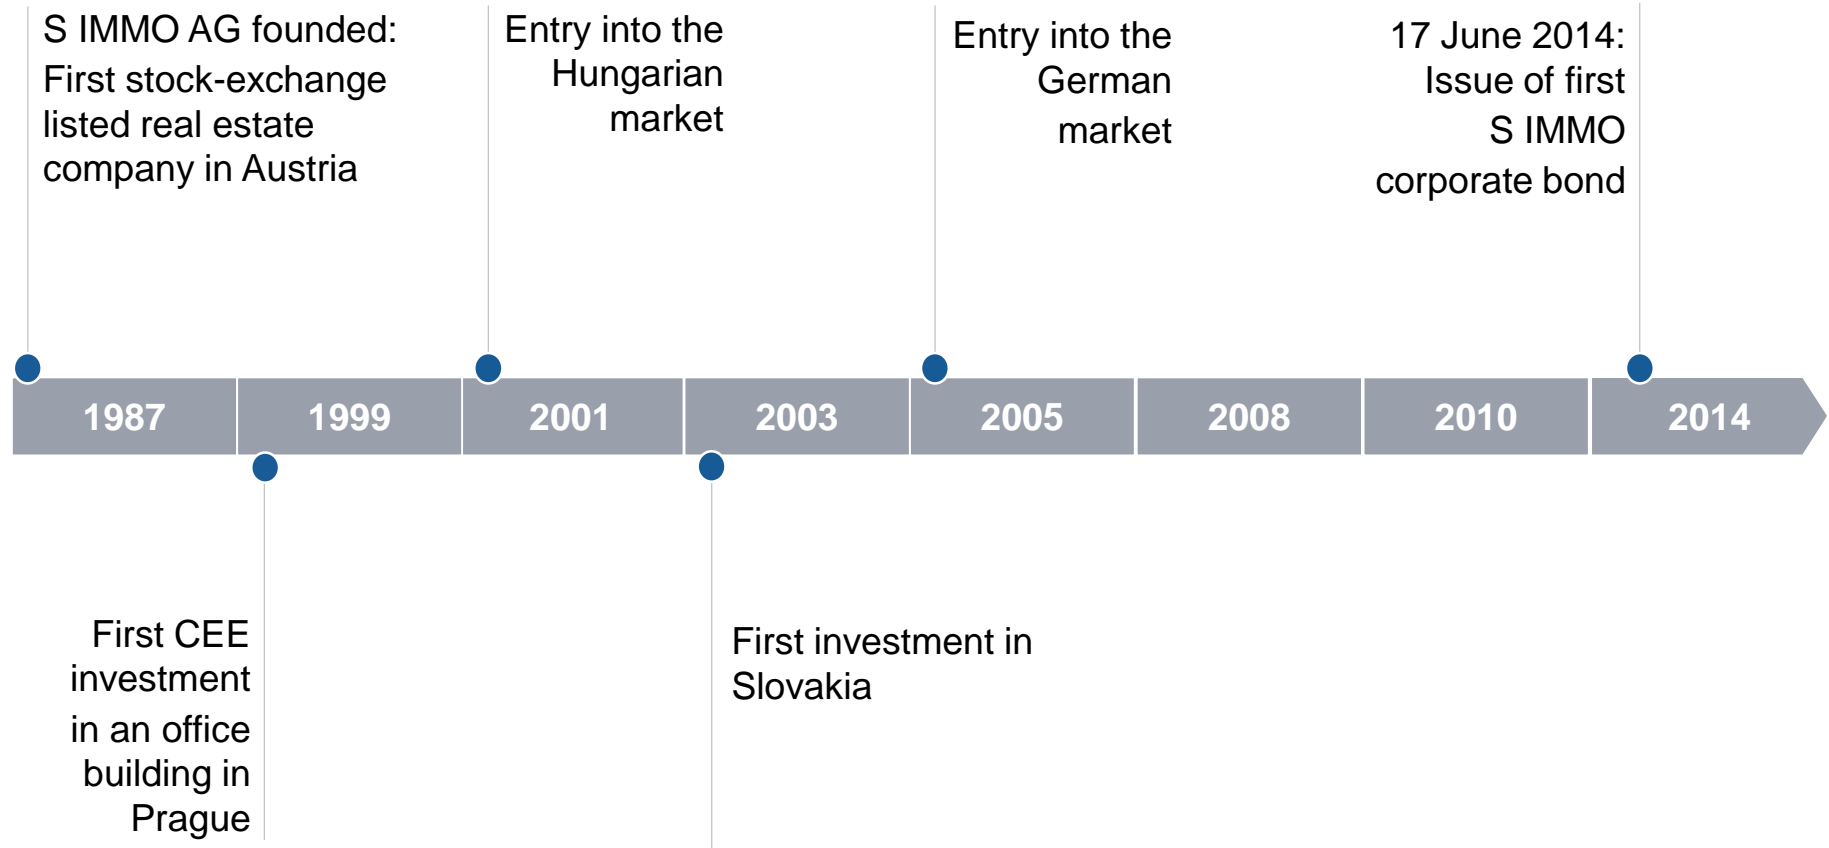 S IMMO AG founded:
First stock-exchange
listed real estate
company in Austria
Entry into the
Hungarian
market
Entry into the
German
market
17 June 2014:
Issue of first
S IMMO
corporate bond
1987
1999
2001
2003
2005
2008
2010
2014
First CEE
investment
in an office
building in
Prague
First investment in
Slovakia